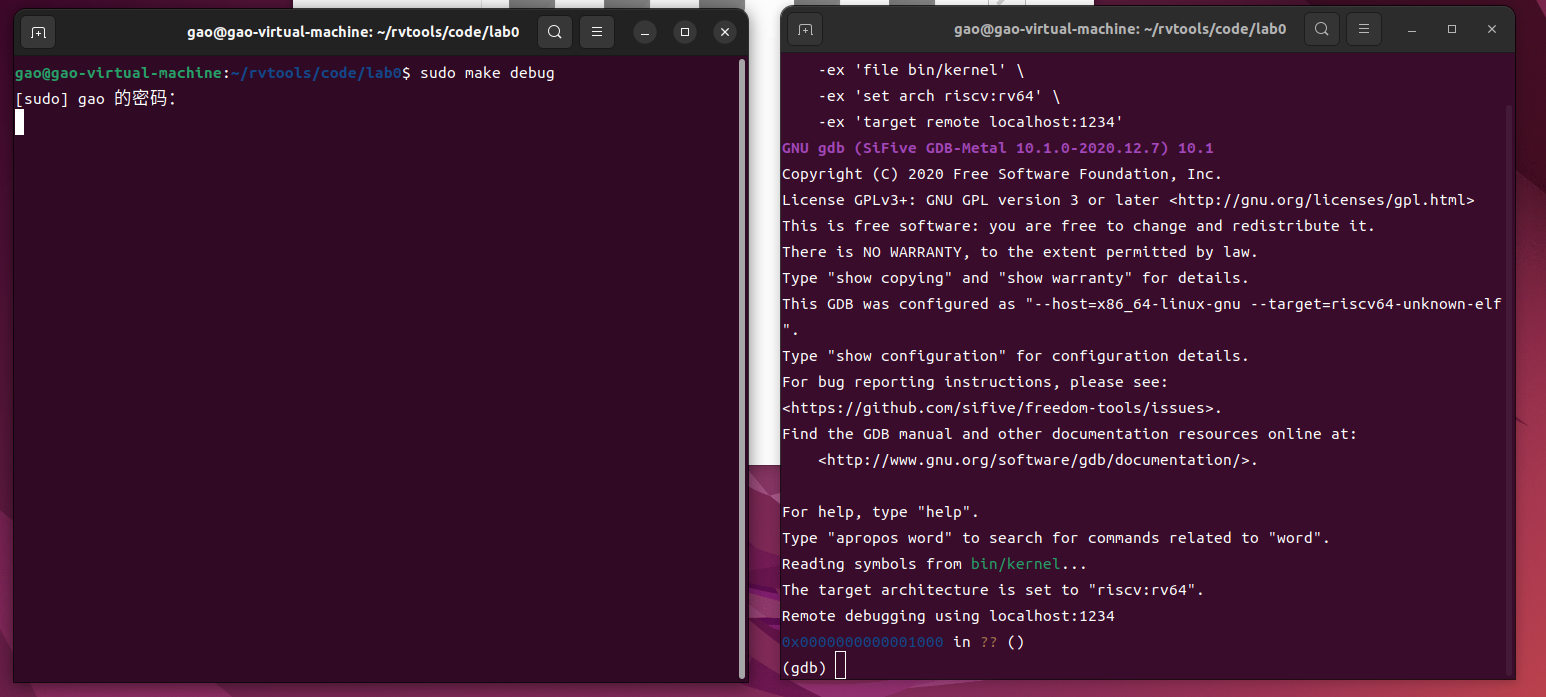 gao@gao-virtual-machine: ~/rvtools/code/lab0
gao@gao-virtual-machine:~/rvtools/code/lab0$ sudo make debug
[sudo] gao 的密码：
gao@gao-virtual-machine: ~/rvtools/code/lab0
-ex 'file bin/kernel' \
-ex 'set arch riscv:rv64' \
-ex 'target remote localhost:1234'
GNU gdb (SiFive GDB-Metal 10.1.0-2020.12.7) 10.1
Copyright (C) 2020 Free Software Foundation, Inc.
License GPLv3+: GNU GPL version 3 or later <http://gnu.org/licenses/gpl.html>
This is free software: you are free to change and redistribute it.
There is NO WARRANTY, to the extent permitted by law.
Type "show copying" and "show warranty" for details.
This GDB was configured as "--host=x86_64-linux-gnu --target=riscv64-unknown-elf
".
Type "show configuration" for configuration details.
For bug reporting instructions, please see:
<https://github.com/sifive/freedom-tools/issues>.
Find the GDB manual and other documentation resources online at:
<http://www.gnu.org/software/gdb/documentation/>.
For help, type "help".
Type "apropos word" to search for commands related to "word".
Reading symbols from bin/kernel...
The target architecture is set to "riscv:rv64".
Remote debugging using localhost:1234
0x0000000000001000 in ?? ()
(gdb)